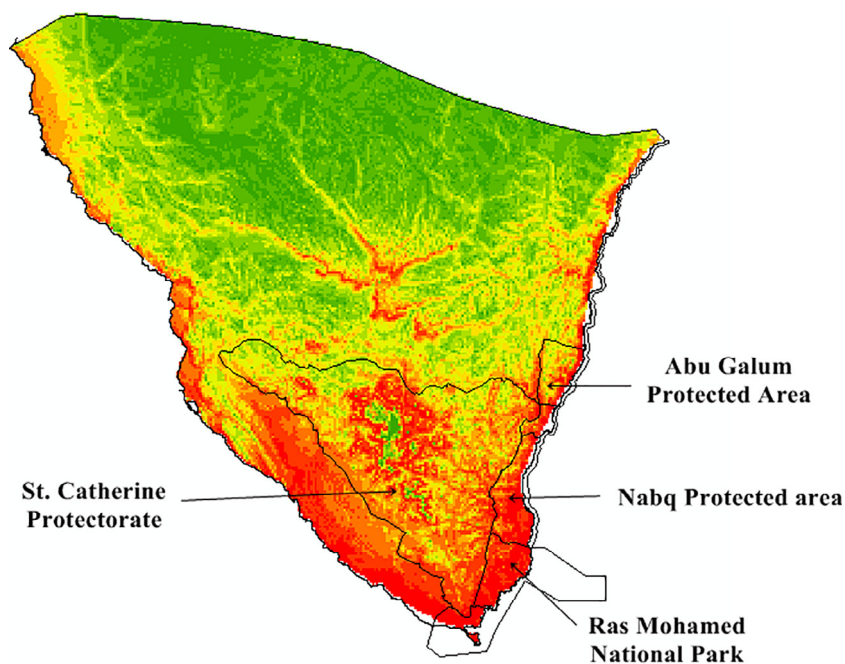 Abu Galum
Protected Area
St. Catherine
Protectorate
Nabq Protected area
Ras Mohamed
National Park